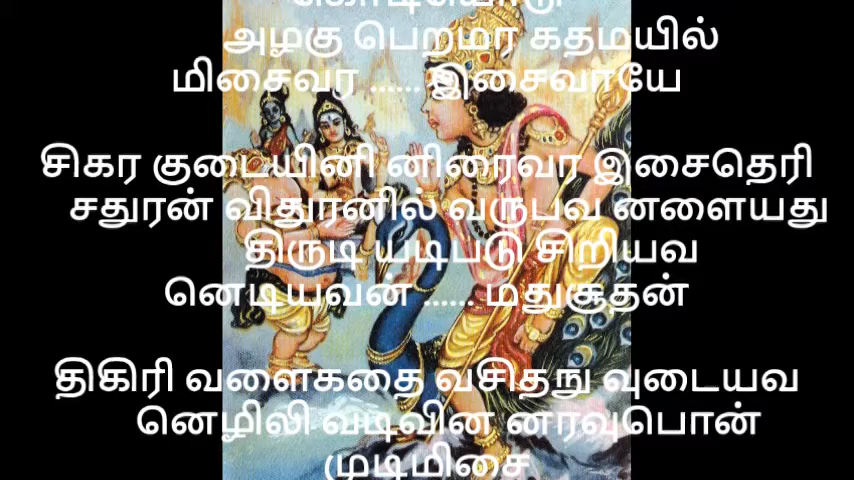 கொடியொடு
அழகு பெறமர கதமயில்
மிசைவர ...... இசைவாயே
சிகர குடையினி னிரைவர இசைதெரி
சதுரன் விதுரனில் வருபவ னளையது
திருடி யடிபடு சிறியவ
னெடியவன் ...... மதுசூதன்
திகிரி வளைகதை வசிதநு வுடையவ
னெழிலி வடிவின னரவுபொன்
முடிமிசை